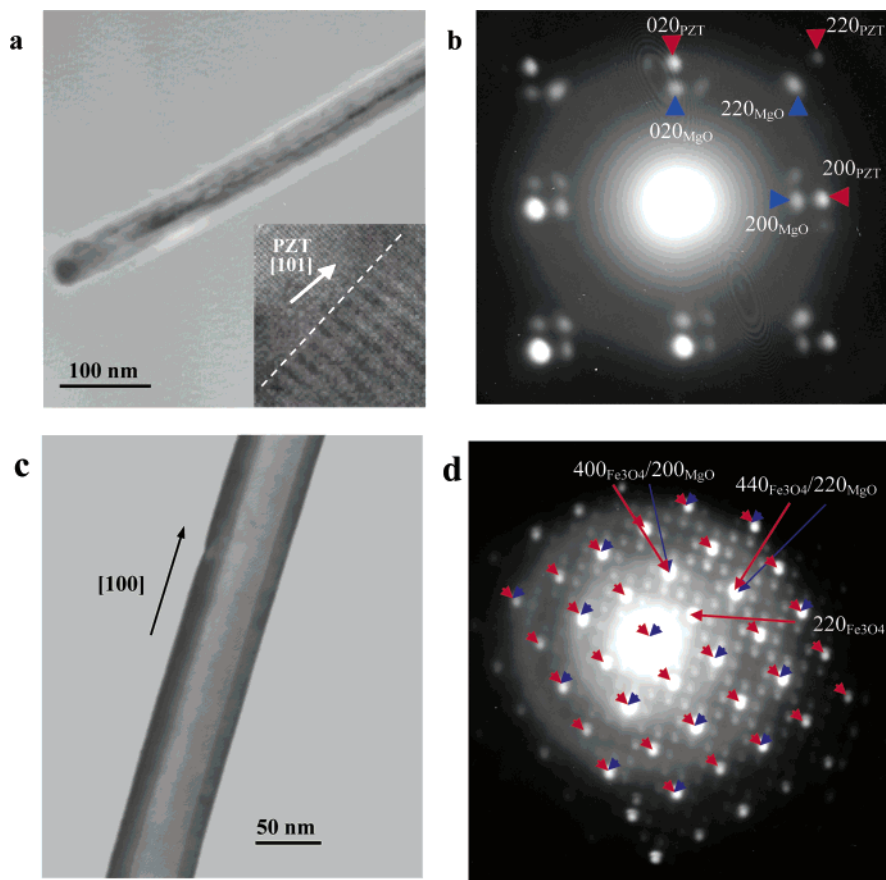 a
PZT
[101]
100 nm
b
020PZT
220PZT
020MgO
220MgO
200PZT
200MgO
c
[100]
50 nm
d
400Fe3O4/200MgO
440Fe3O4/220MgO
220Fe3O4